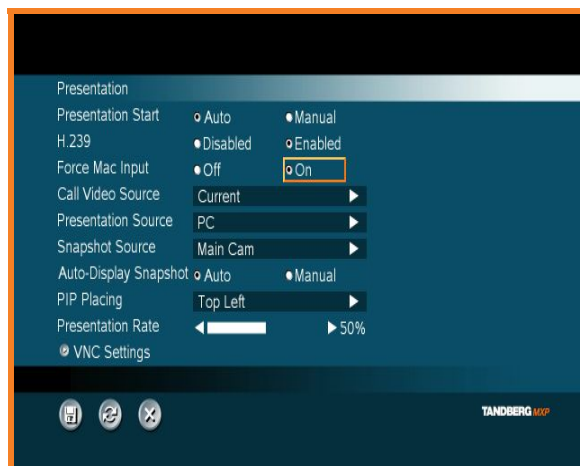 Presentation
Presentation Start Auto Manual
H.239 Disabled Enabled
Force Mac Input Off On
Call Video Source Current
Presentation Source PC
Snapshot Source Main Cam
Auto-Display Snapshot Auto Manual
PIP Placing Top Left
Presentation Rate 50%
VNC Settings
TANDBERG MXP